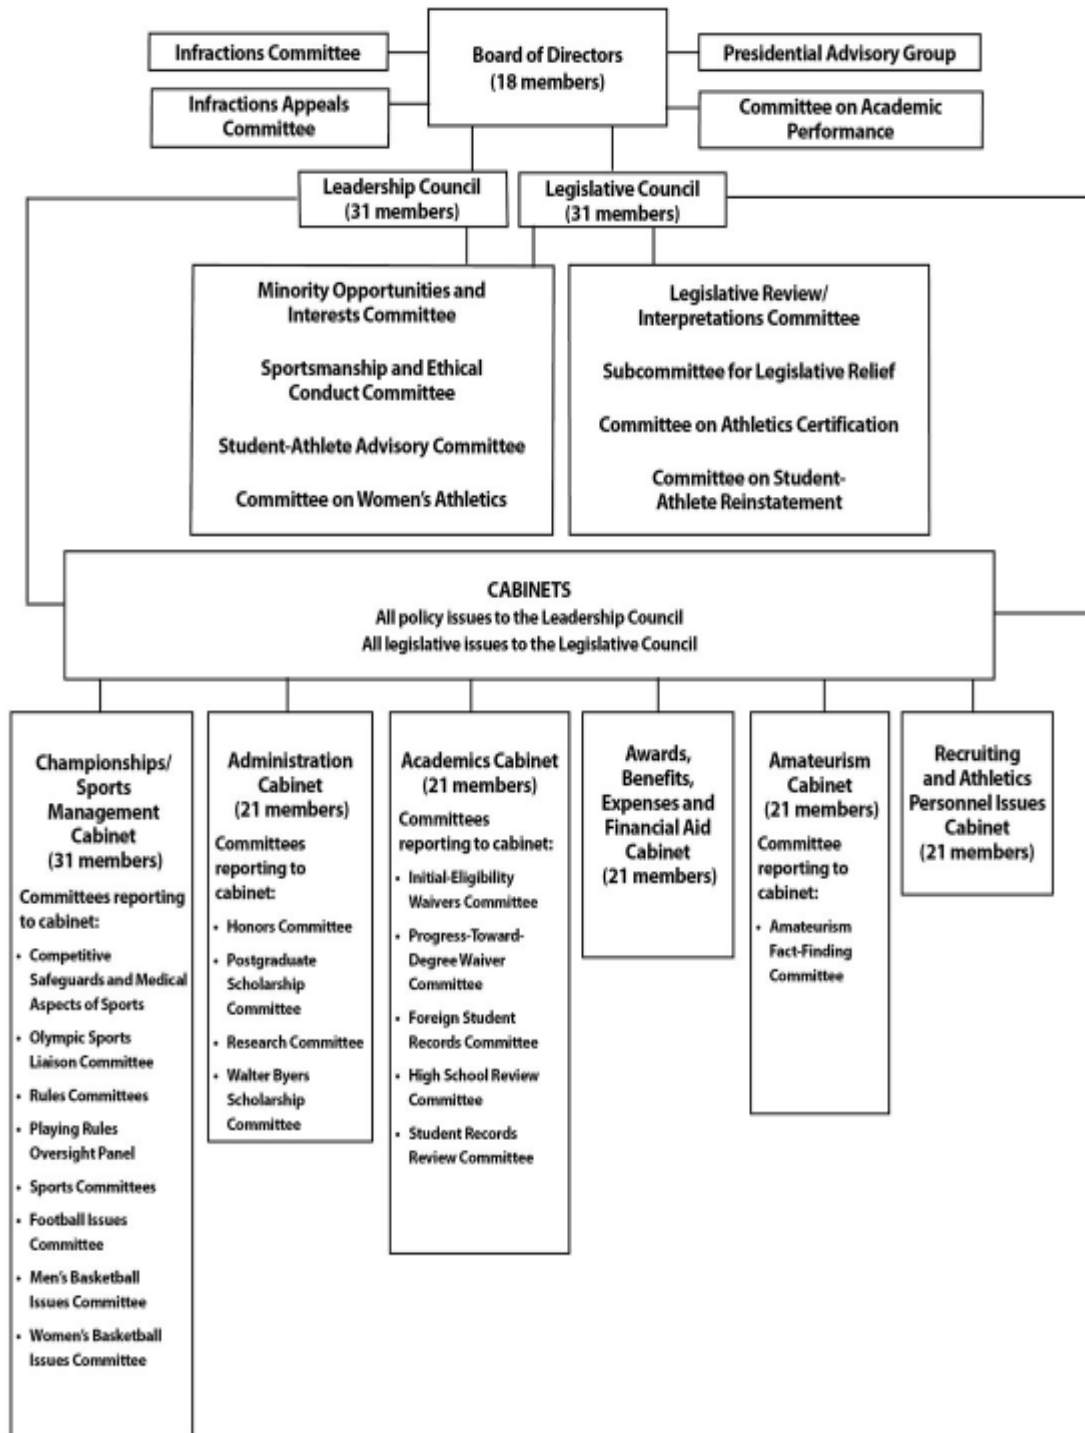 Infractions Committee
Board of Directors
(18 members)
Presidential Advisory Group
Infractions Appeals
Committee
Committee on Academic
Performance
Leadership Council
(31 members)
Legislative Council
(31 members)
Minority Opportunities and
Interests Committee
Sportsmanship and Ethical
Conduct Committee
Student-Athlete Advisory Committee
Committee on Women's Athletics
Legislative Review/
Interpretations Committee
Subcommittee for Legislative Relief
Committee on Athletics Certification
Committee on Student-
Athlete Reinstatement
CABINETS
All policy issues to the Leadership Council
All legislative issues to the Legislative Council
Championships/
Sports
Management
Cabinet
(31 members)
Committees reporting
to cabinet:
• Competitive
Safeguards and Medical
Aspects of Sports
• Olympic Sports
Liaison Committee
• Rules Committees
• Playing Rules
Oversight Panel
• Sports Committees
• Football Issues
Committee
• Men's Basketball
Issues Committee
• Women's Basketball
Issues Committee
Administration
Cabinet
(21 members)
Committees
reporting to
cabinet:
• Honors Committee
• Postgraduate
Scholarship
Committee
• Research Committee
• Walter Byers
Scholarship
Committee
Academics Cabinet
(21 members)
Committees
reporting to cabinet:
• Initial-Eligibility
Waivers Committee
• Progress-Toward-
Degree Waiver
Committee
• Foreign Student
Records Committee
• High School Review
Committee
• Student Records
Review Committee
Awards,
Benefits,
Expenses and
Financial Aid
Cabinet
(21 members)
Amateurism
Cabinet
(21 members)
Committee
reporting to
cabinet:
• Amateurism
Fact-Finding
Committee
Recruiting
and Athletics
Personnel Issues
Cabinet
(21 members)